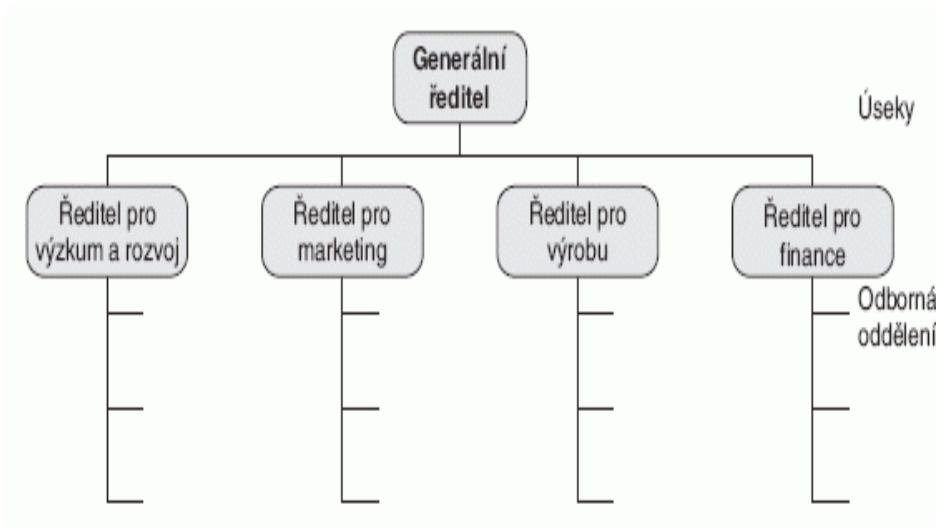 Generální
ředitel
Úseky
Ředitel pro
výzkum a rozvoj
Ředitel pro
marketing
Ředitel pro
výrobu
Ředitel pro
finance
Odborná
oddělení